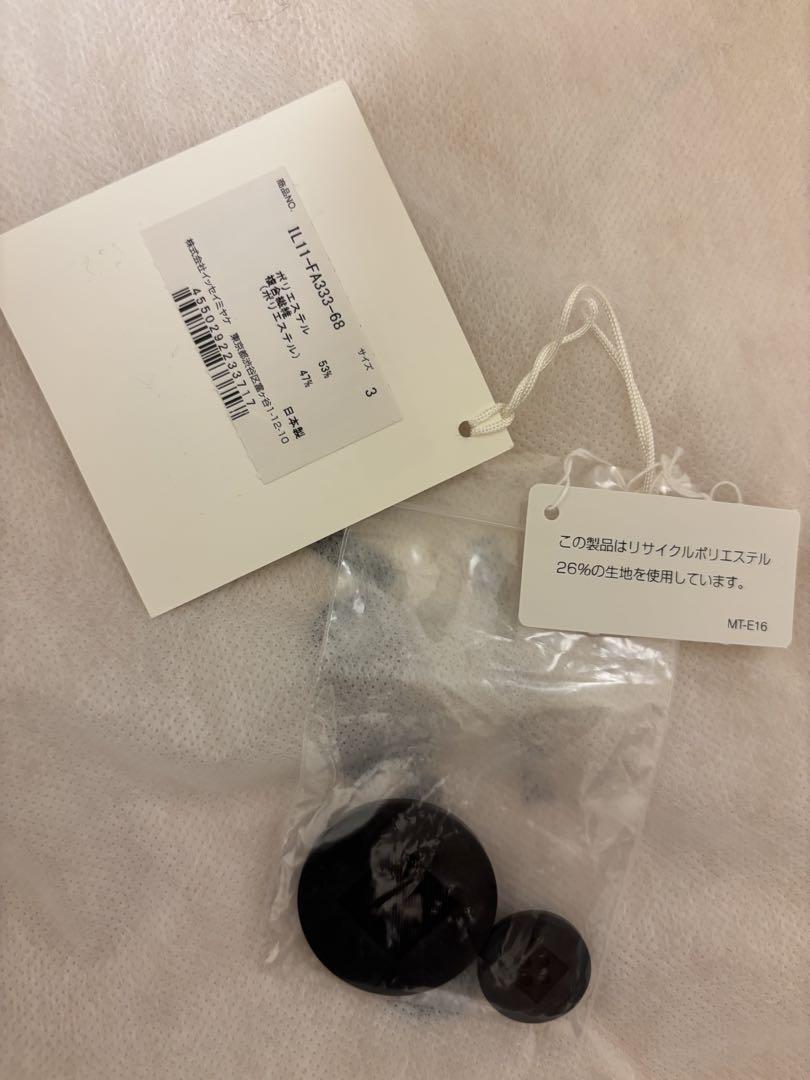 商品NO.
IL11-FA333-68
サイズ 3
ポリエステル 53%
複合繊維
(ポリエステル) 47%
日本製
株式会社イッセイミヤケ 東京都渋谷区富ヶ谷1-12-10
4550292233717
この製品はリサイクルポリエステル
26%の生地を使用しています。
MT-E16